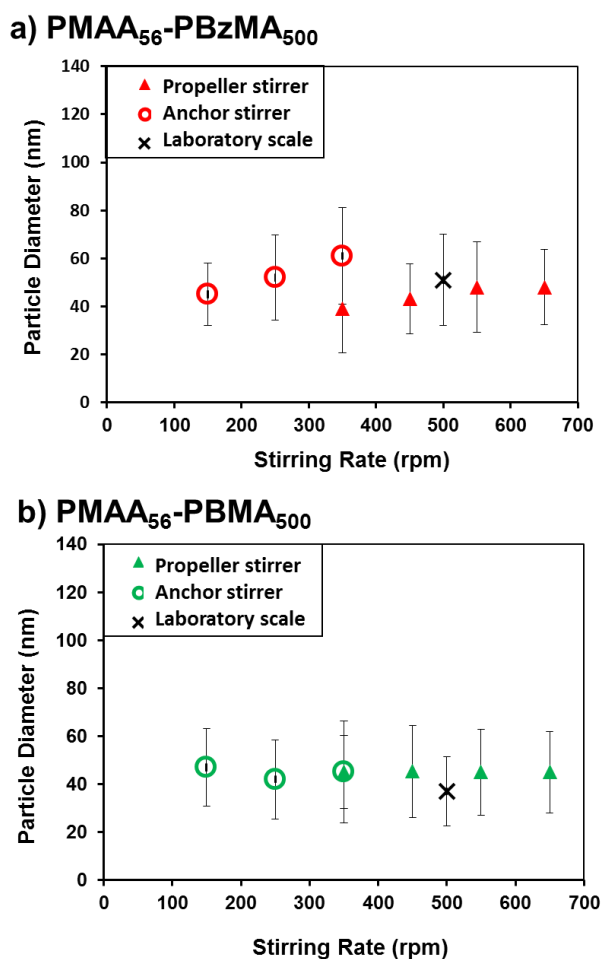 a) PMAA₅₆-PBzMA₅₀₀
140
120
100
80
60
40
20
0
Particle Diameter (nm)
Propeller stirrer
Anchor stirrer
Laboratory scale
0 100 200 300 400 500 600 700
Stirring Rate (rpm)
b) PMAA₅₆-PBMA₅₀₀
140
120
100
80
60
40
20
0
Particle Diameter (nm)
Propeller stirrer
Anchor stirrer
Laboratory scale
0 100 200 300 400 500 600 700
Stirring Rate (rpm)